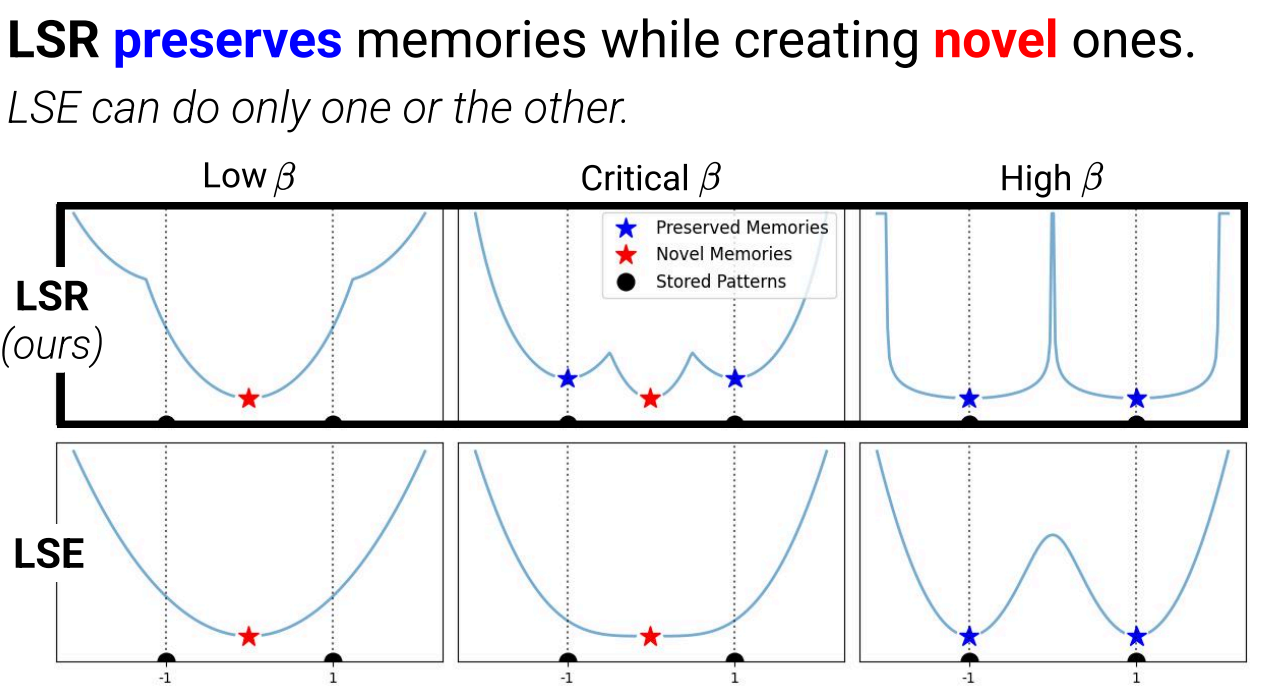 LSR preserves memories while creating novel ones.
LSE can do only one or the other.
Low β
Critical β
High β
LSR
(ours)
Preserved Memories
Novel Memories
Stored Patterns
LSE
-1
1
-1
1
-1
1